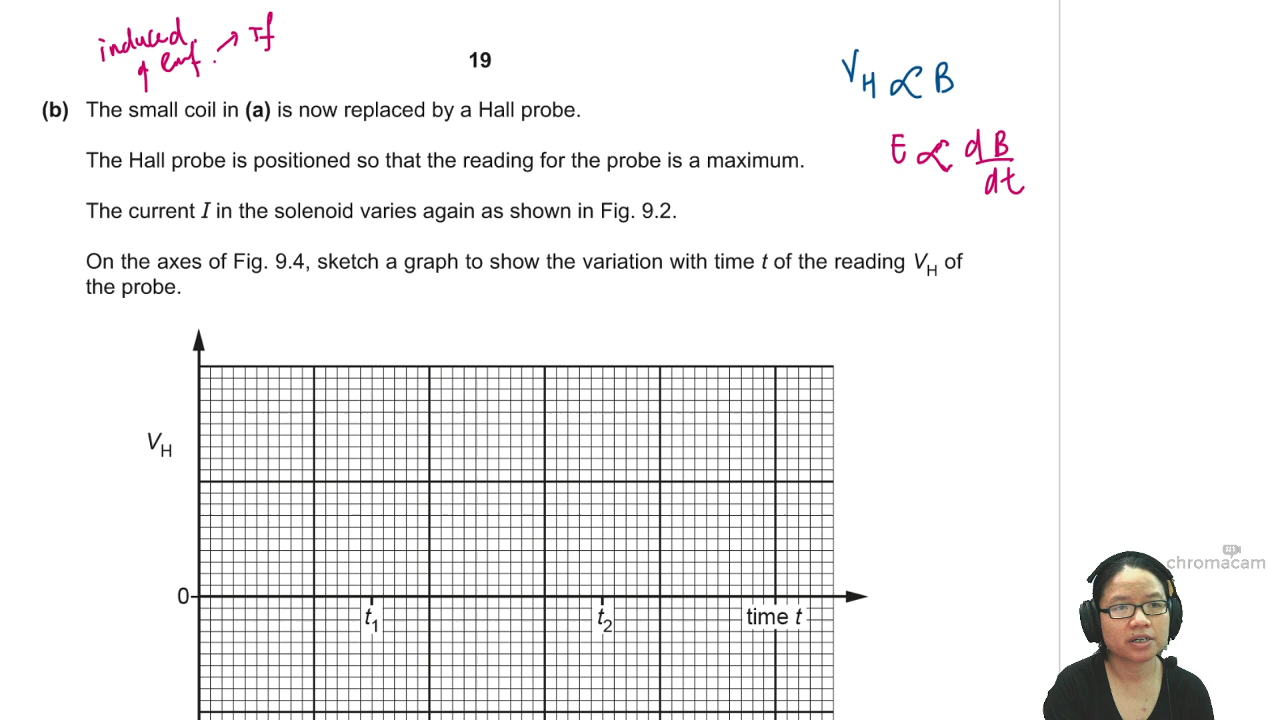 induced emf. → If
19
V_H ∝ B
(b) The small coil in (a) is now replaced by a Hall probe.
E ∝ dB/dt
The Hall probe is positioned so that the reading for the probe is a maximum.
The current I in the solenoid varies again as shown in Fig. 9.2.
On the axes of Fig. 9.4, sketch a graph to show the variation with time t of the reading V_H of
the probe.
V_H
0
t_1
t_2
time t
chromacam